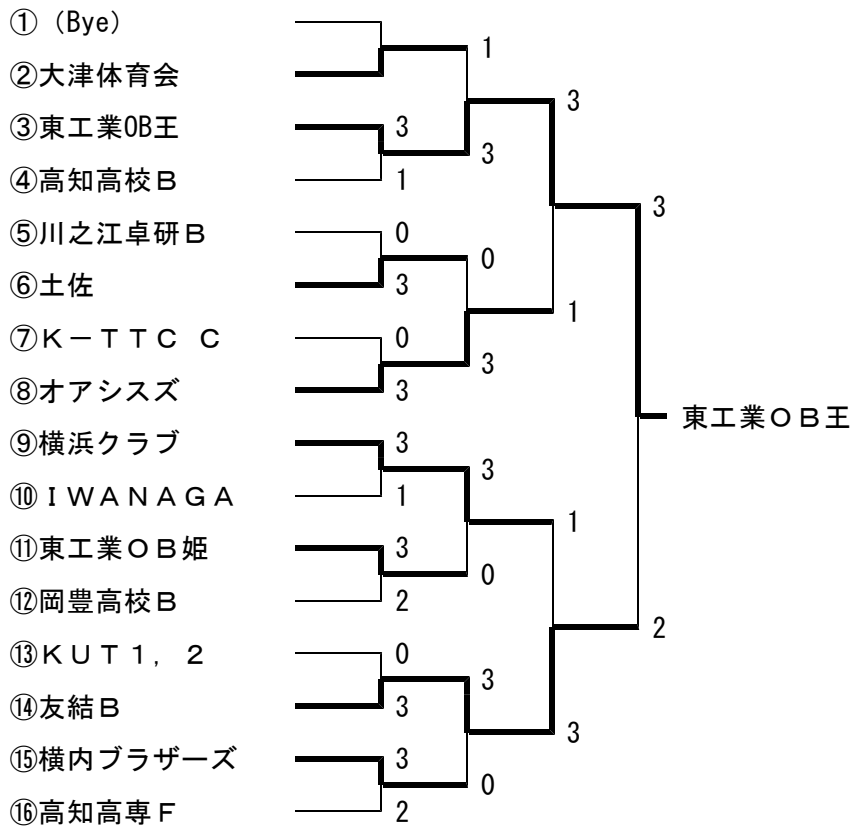 ①（Bye） 1
②大津体育会 3
③東工業OB王 3
3
④高知高校Ｂ 1
3
⑤川之江卓研Ｂ 0
0
⑥土佐 3
1
⑦Ｋ－ＴＴＣ Ｃ 0
3
⑧オアシスズ 3
東工業ＯＢ王
⑨横浜クラブ 3
3
⑩ＩＷＡＮＡＧＡ 1
1
⑪東工業ＯＢ姫 3
0
⑫岡豊高校Ｂ 2
2
⑬ＫＵＴ１，２ 0
3
⑭友結Ｂ 3
3
⑮横内ブラザーズ 3
0
⑯高知高専Ｆ 2